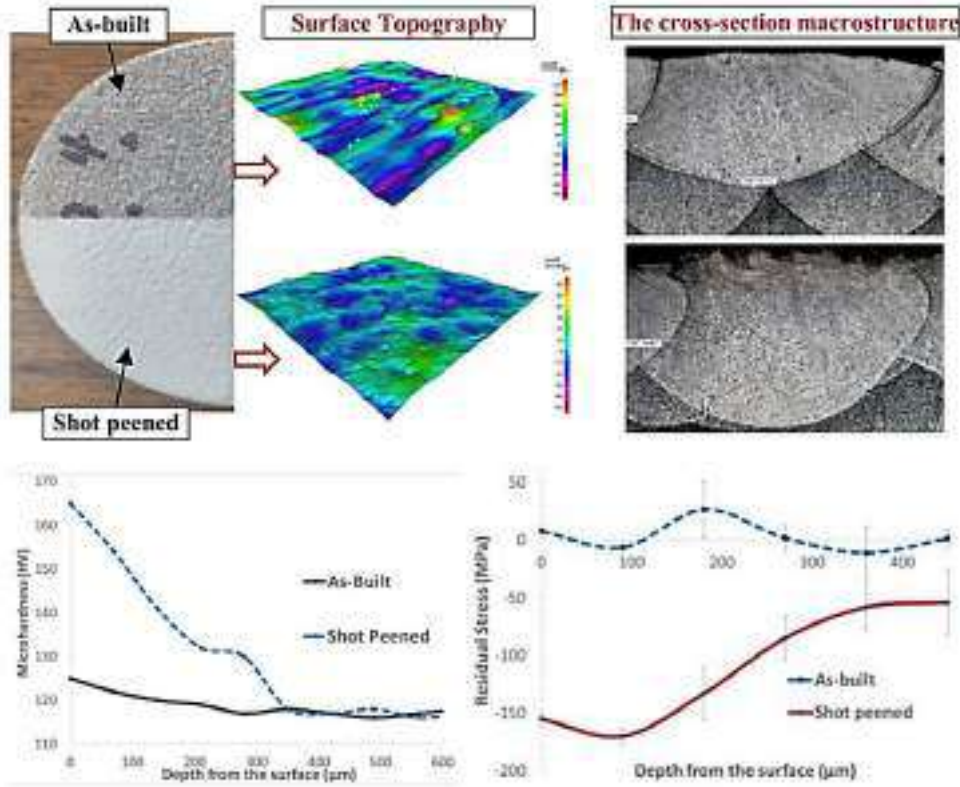 As-built
Surface Topography
The cross-section macrostructure
Shot peened
170
160
150
140
130
120
110
Microhardness (HV)
As-Built
Shot Peened
0
100
200
300
400
500
600
Depth from the surface (µm)
50
0
-50
-100
-150
-200
Residual Stress (MPa)
0
100
200
300
400
As-built
Shot peened
Depth from the surface (µm)